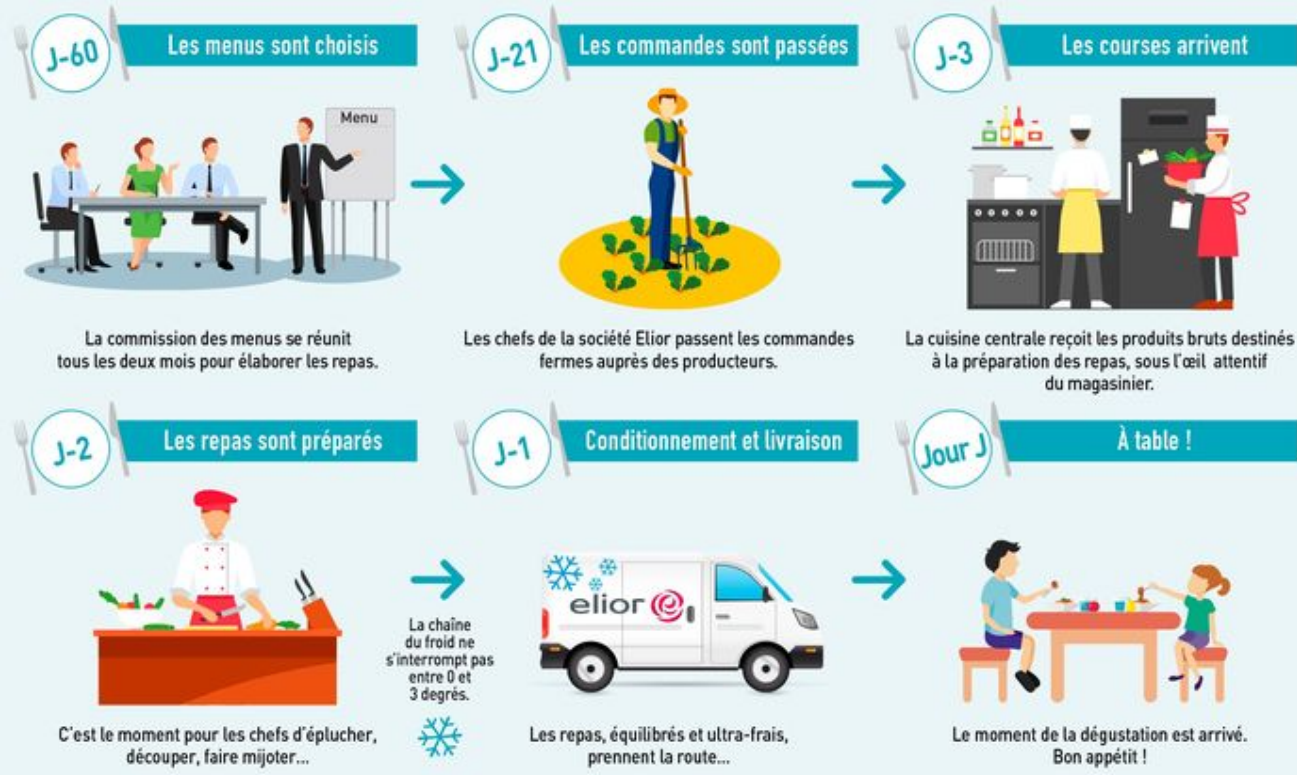 J-60
Les menus sont choisis
Menu
La commission des menus se réunit
tous les deux mois pour élaborer les repas.
J-21
Les commandes sont passées
Les chefs de la société Elior passent les commandes
fermes auprès des producteurs.
J-3
Les courses arrivent
La cuisine centrale reçoit les produits bruts destinés
à la préparation des repas, sous l'œil attentif
du magasinier.
J-2
Les repas sont préparés
C'est le moment pour les chefs d'éplucher,
découper, faire mijoter...
La chaîne
du froid ne
s'interrompt pas
entre 0 et
3 degrés.
J-1
Conditionnement et livraison
elior
Les repas, équilibrés et ultra-frais,
prennent la route...
Jour J
À table !
Le moment de la dégustation est arrivé.
Bon appétit !